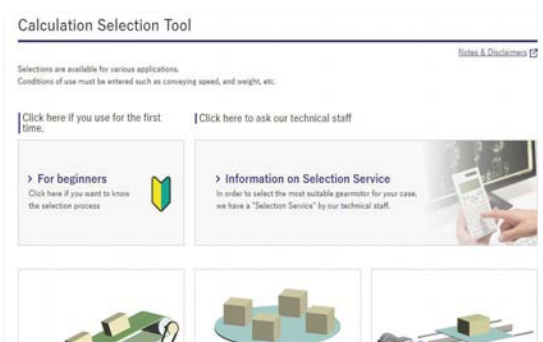 Calculation Selection Tool
Notes & Disclaimers
Selections are available for various applications.
Conditions of use must be entered such as conveying speed, and weight, etc.
Click here if you use for the first
time.
Click here to ask our technical staff
> For beginners
Click here if you want to know
the selection process
> Information on Selection Service
In order to select the most suitable gearmotor for your case,
we have a "Selection Service" by our technical staff.